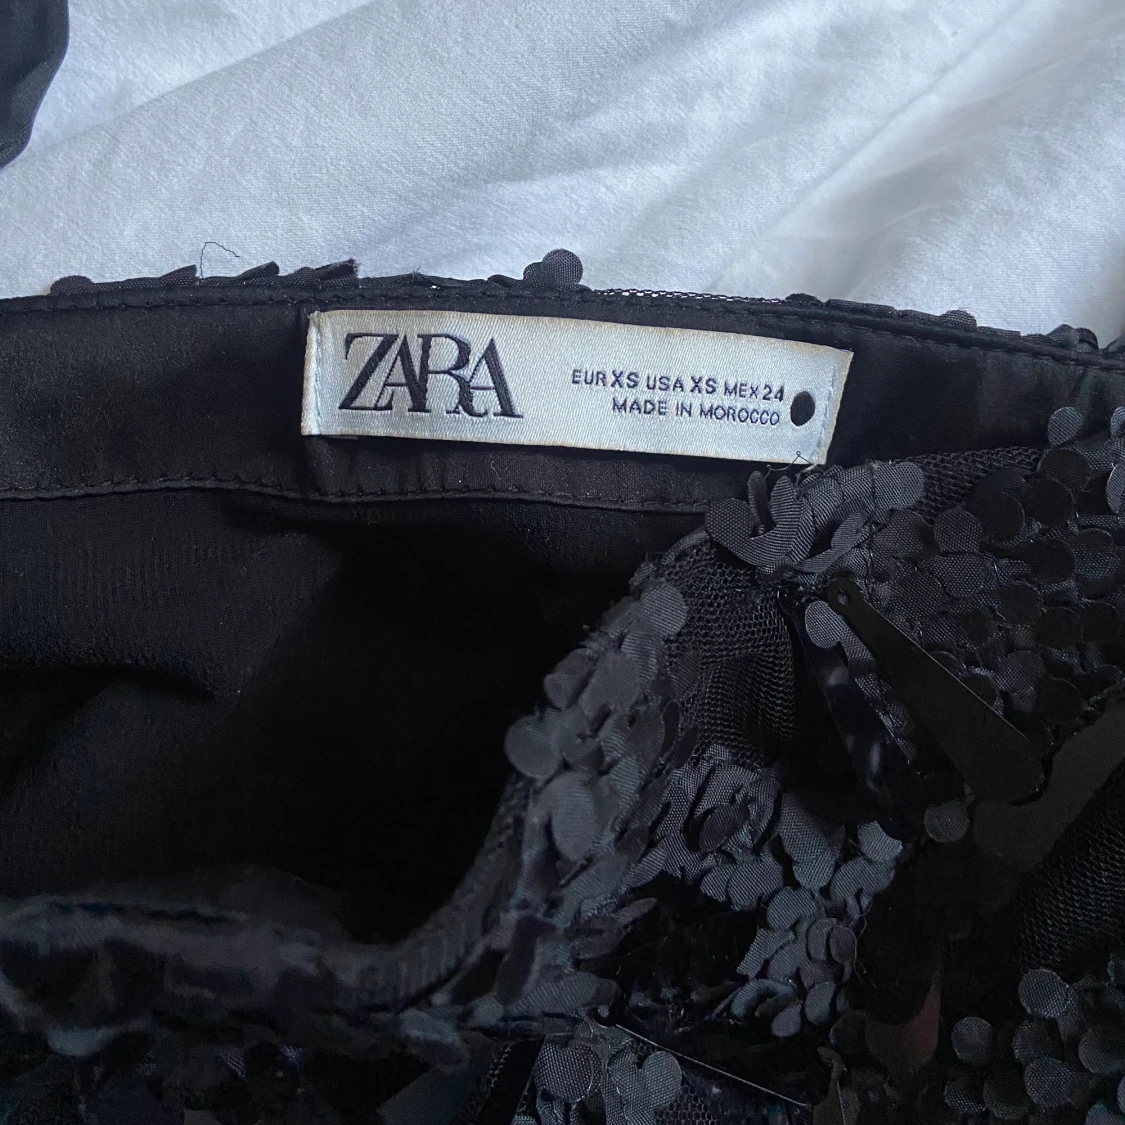 ZARA
EUR XS USA XS MEX 24
MADE IN MOROCCO